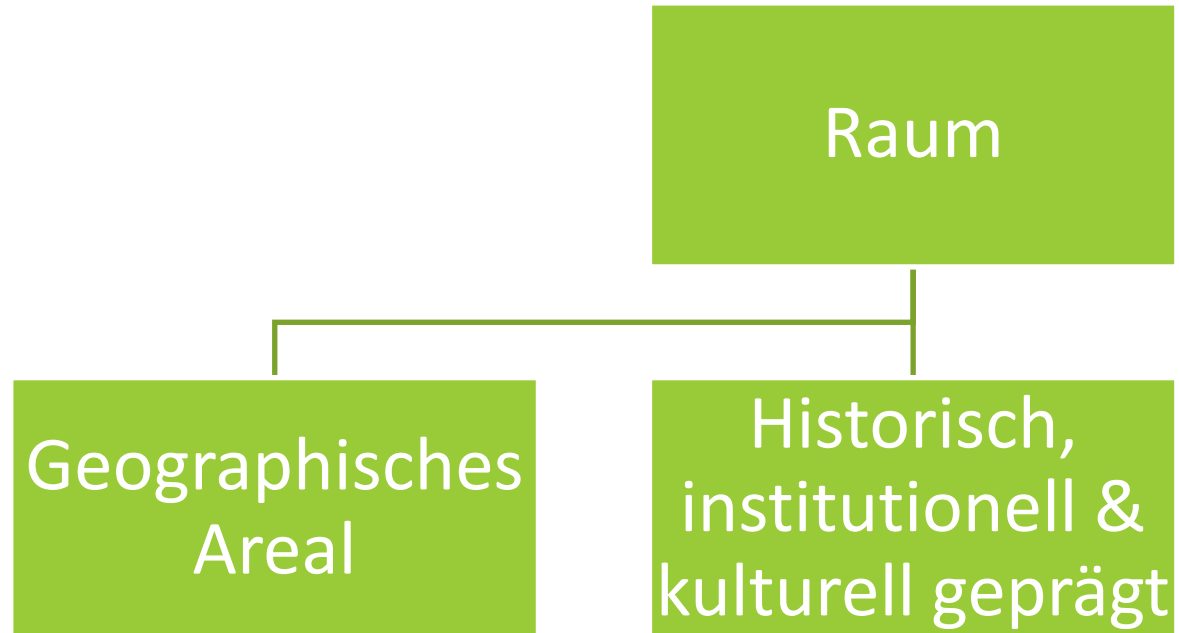 Raum
Geographisches
Areal
Historisch,
institutionell &
kulturell geprägt